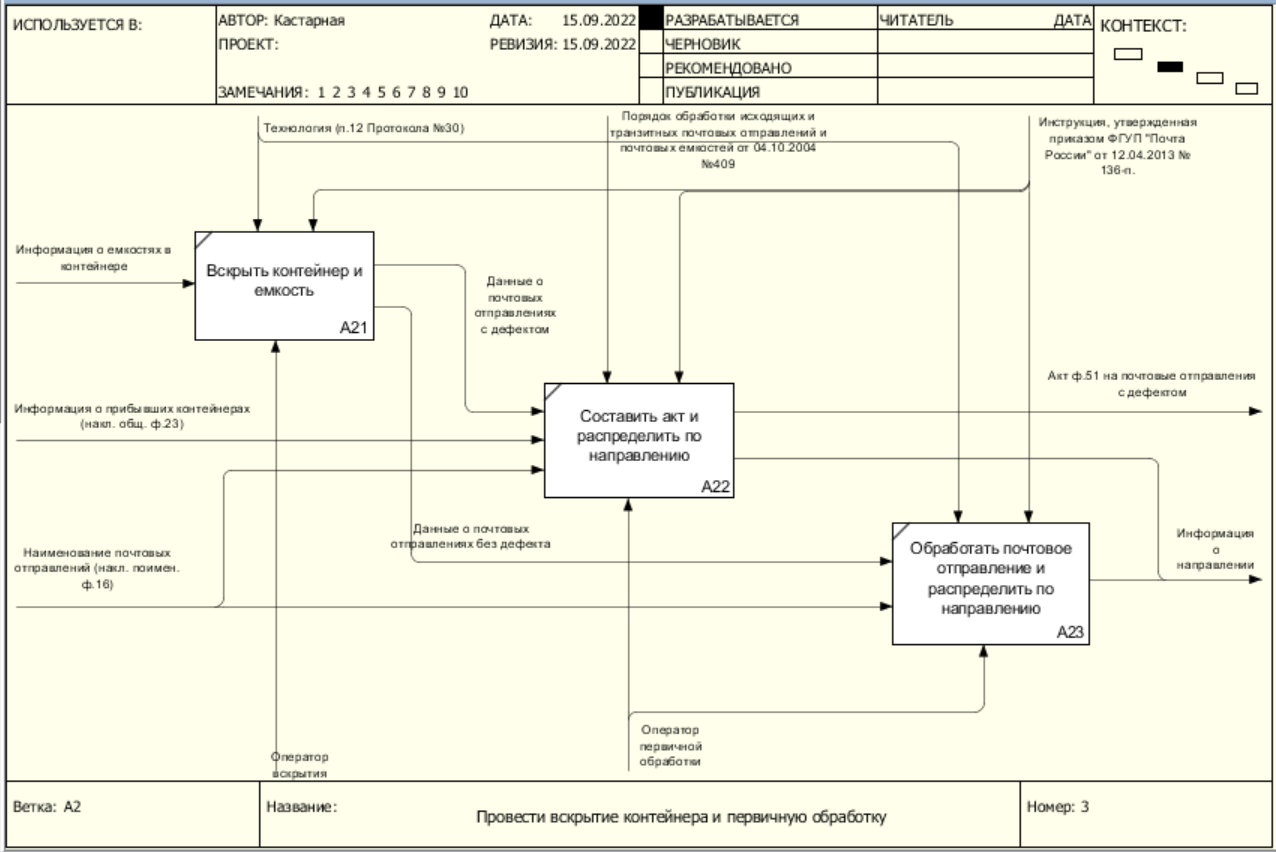 ИСПОЛЬЗУЕТСЯ В:
АВТОР: Кастарная
ДАТА: 15.09.2022
ПРОЕКТ:
РЕВИЗИЯ: 15.09.2022
ЗАМЕЧАНИЯ: 1 2 3 4 5 6 7 8 9 10
РАЗРАБАТЫВАЕТСЯ
ЧЕРНОВИК
РЕКОМЕНДОВАНО
ПУБЛИКАЦИЯ
ЧИТАТЕЛЬ
ДАТА
КОНТЕКСТ:
Технология (п.12 Протокола №30)
Порядок обработки исходящих и
транзитных почтовых отправлений и
почтовых емкостей от 04.10.2004
№409
Инструкция, утвержденная
приказом ФГУП "Почта
России" от 12.04.2013 №
136-п.
Информация о емкостях в
контейнере
Вскрыть контейнер и
емкость
A21
Данные о
почтовых
отправлениях
с дефектом
Акт ф.51 на почтовые отправления
с дефектом
Информация о прибывших контейнерах
(накл. общ. ф.23)
Составить акт и
распределить по
направлению
A22
Данные о почтовых
отправлениях без дефекта
Наименование почтовых
отправлений (накл. поимен.
ф.16)
Обработать почтовое
отправление и
распределить по
направлению
A23
Информация
о
направлении
Оператор
вскрытия
Оператор
первичной
обработки
Ветка: A2
Название:
Провести вскрытие контейнера и первичную обработку
Номер: 3